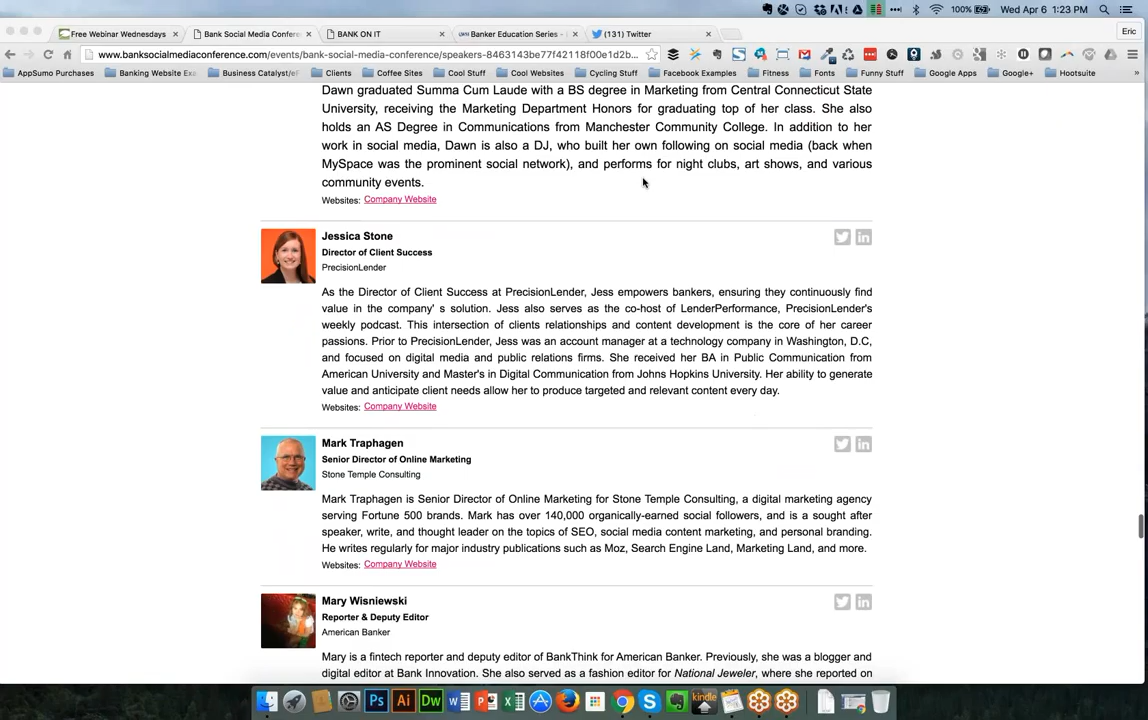 100% Wed Apr 6 1:23 PM
Free Webinar Wednesdays
Bank Social Media Confere
BANK ON IT
Banker Education Series -
(131) Twitter
Eric
www.banksocialmediaconference.com/events/bank-social-media-conference/speakers-8463143be77f42118f00e1d2b...
AppSumo Purchases
Banking Website Exa
Business Catalyst/eF
Clients
Coffee Sites
Cool Stuff
Cool Websites
Cycling Stuff
Facebook Examples
Fitness
Fonts
Funny Stuff
Google Apps
Google+
Hootsuite
»
Dawn graduated Summa Cum Laude with a BS degree in Marketing from Central Connecticut State
University, receiving the Marketing Department Honors for graduating top of her class. She also
holds an AS Degree in Communications from Manchester Community College. In addition to her
work in social media, Dawn is also a DJ, who built her own following on social media (back when
MySpace was the prominent social network), and performs for night clubs, art shows, and various
community events.
Websites: Company Website
Jessica Stone
Director of Client Success
PrecisionLender
As the Director of Client Success at PrecisionLender, Jess empowers bankers, ensuring they continuously find
value in the company' s solution. Jess also serves as the co-host of LenderPerformance, PrecisionLender's
weekly podcast. This intersection of clients relationships and content development is the core of her career
passions. Prior to PrecisionLender, Jess was an account manager at a technology company in Washington, D.C,
and focused on digital media and public relations firms. She received her BA in Public Communication from
American University and Master's in Digital Communication from Johns Hopkins University. Her ability to generate
value and anticipate client needs allow her to produce targeted and relevant content every day.
Websites: Company Website
Mark Traphagen
Senior Director of Online Marketing
Stone Temple Consulting
Mark Traphagen is Senior Director of Online Marketing for Stone Temple Consulting, a digital marketing agency
serving Fortune 500 brands. Mark has over 140,000 organically-earned social followers, and is a sought after
speaker, write, and thought leader on the topics of SEO, social media content marketing, and personal branding.
He writes regularly for major industry publications such as Moz, Search Engine Land, Marketing Land, and more.
Websites: Company Website
Mary Wisniewski
Reporter & Deputy Editor
American Banker
Mary is a fintech reporter and deputy editor of BankThink for American Banker. Previously, she was a blogger and
digital editor at Bank Innovation. She also served as a fashion editor for National Jeweler, where she reported on
Ps
Ai
Dw
kindle